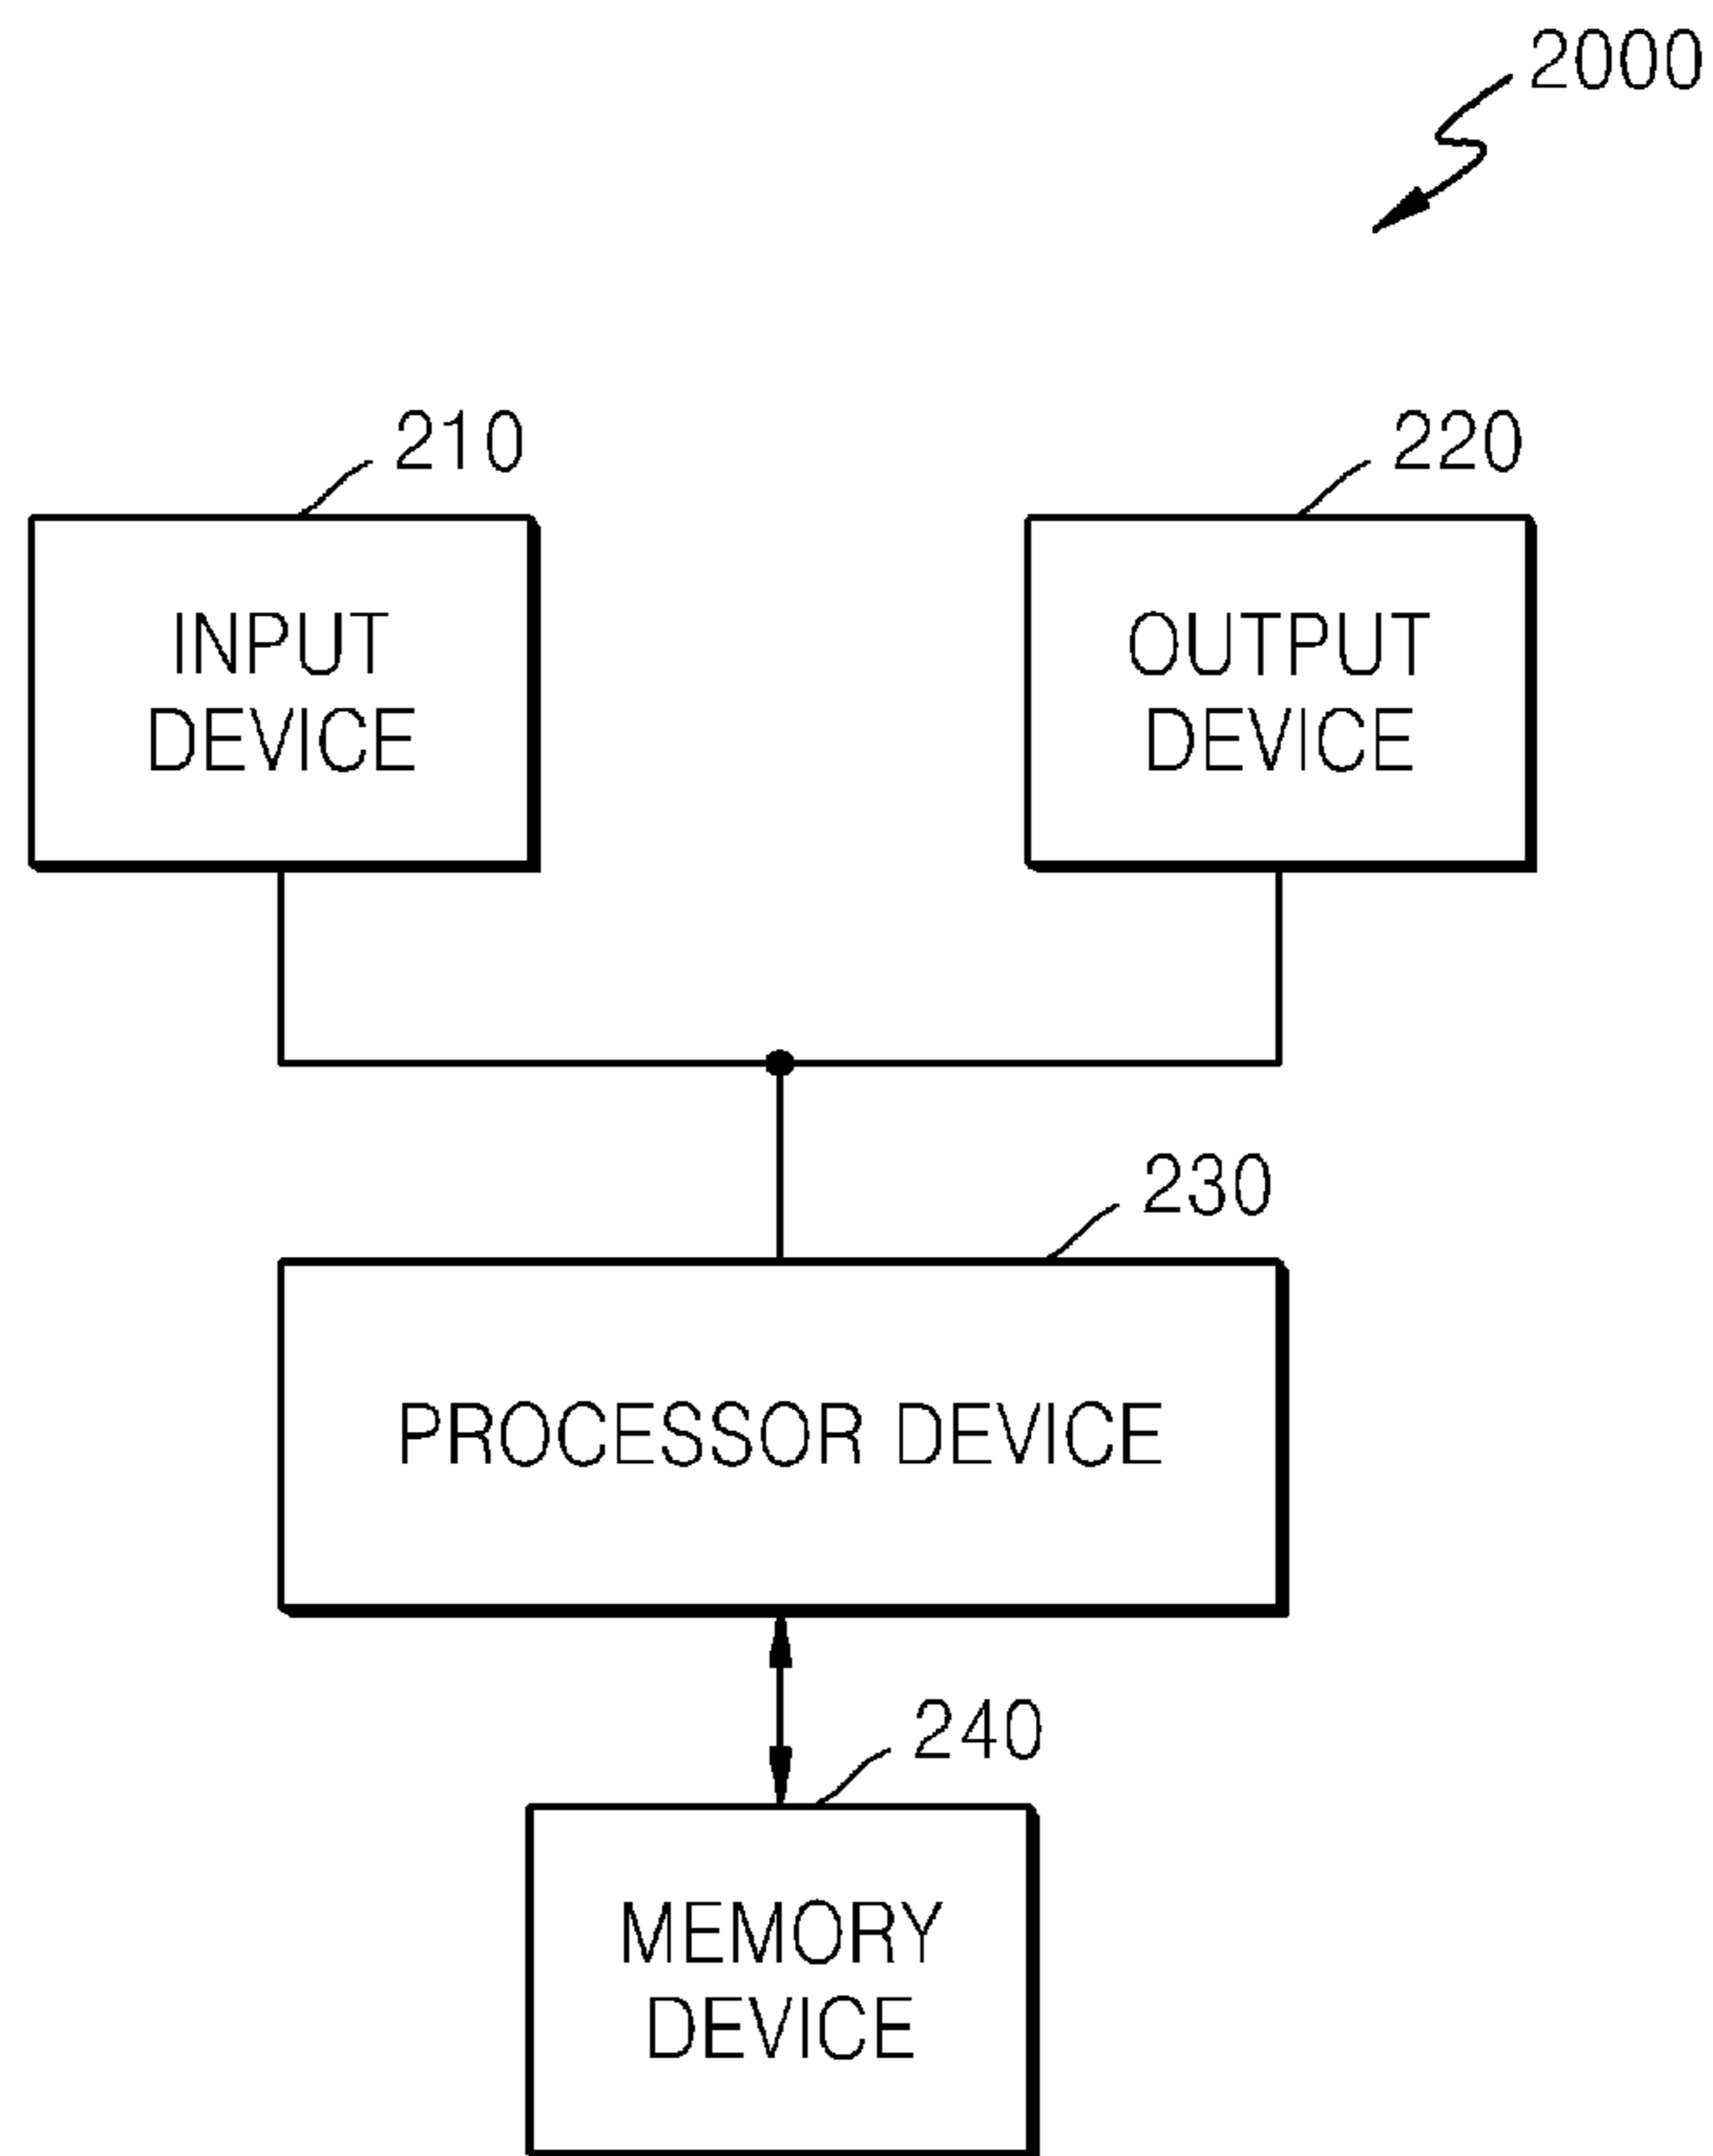 2000
210
220
INPUT
DEVICE
OUTPUT
DEVICE
230
PROCESSOR DEVICE
240
MEMORY
DEVICE